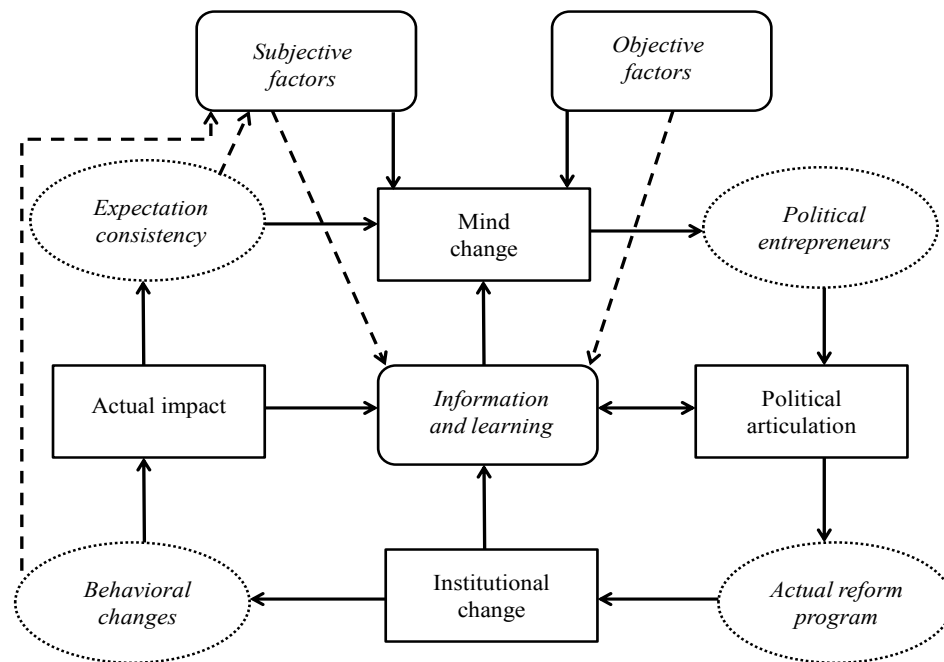 Subjective
factors
Objective
factors
Expectation
consistency
Mind
change
Political
entrepreneurs
Actual impact
Information
and learning
Political
articulation
Behavioral
changes
Institutional
change
Actual reform
program